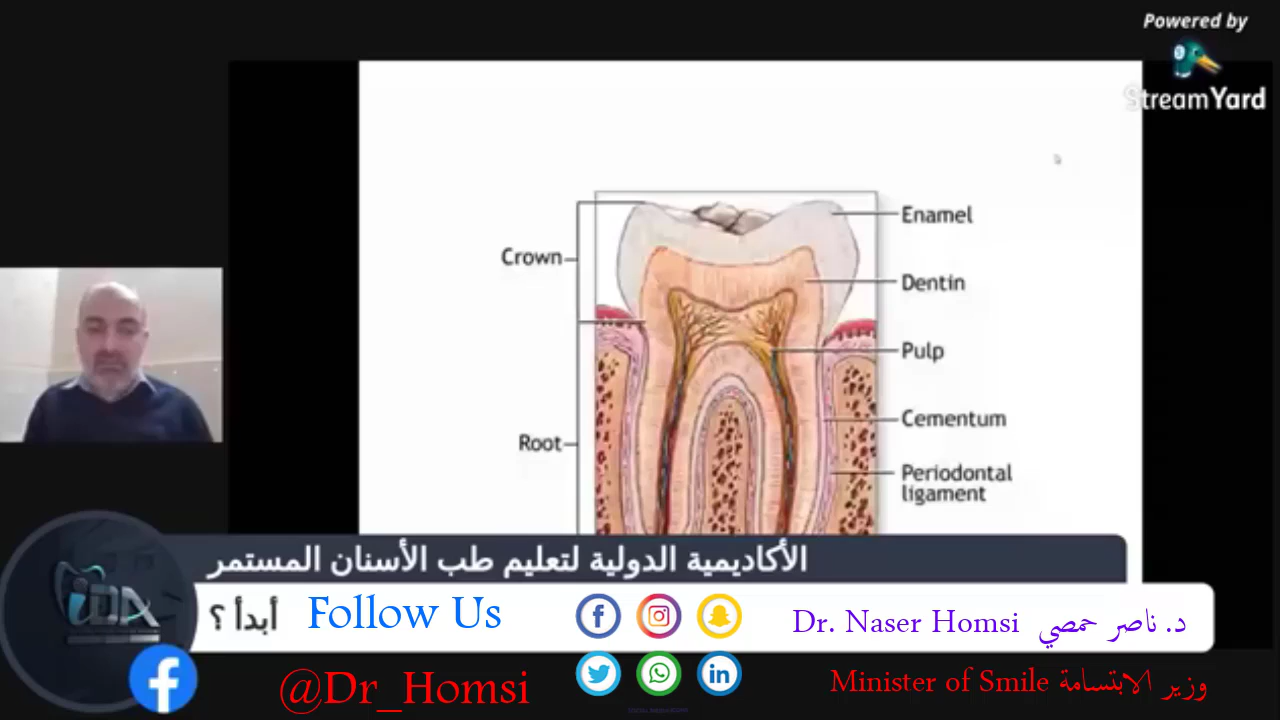 Powered by
StreamYard
Enamel
Crown
Dentin
Pulp
Cementum
Root
Periodontal
ligament
الأكاديمية الدولية لتعليم طب الأسنان المستمر
أبدأ ؟
Follow Us
Dr. Naser Homsi د. ناصر حمصي
iDA
@Dr_Homsi
Minister of Smile وزير الابتسامة